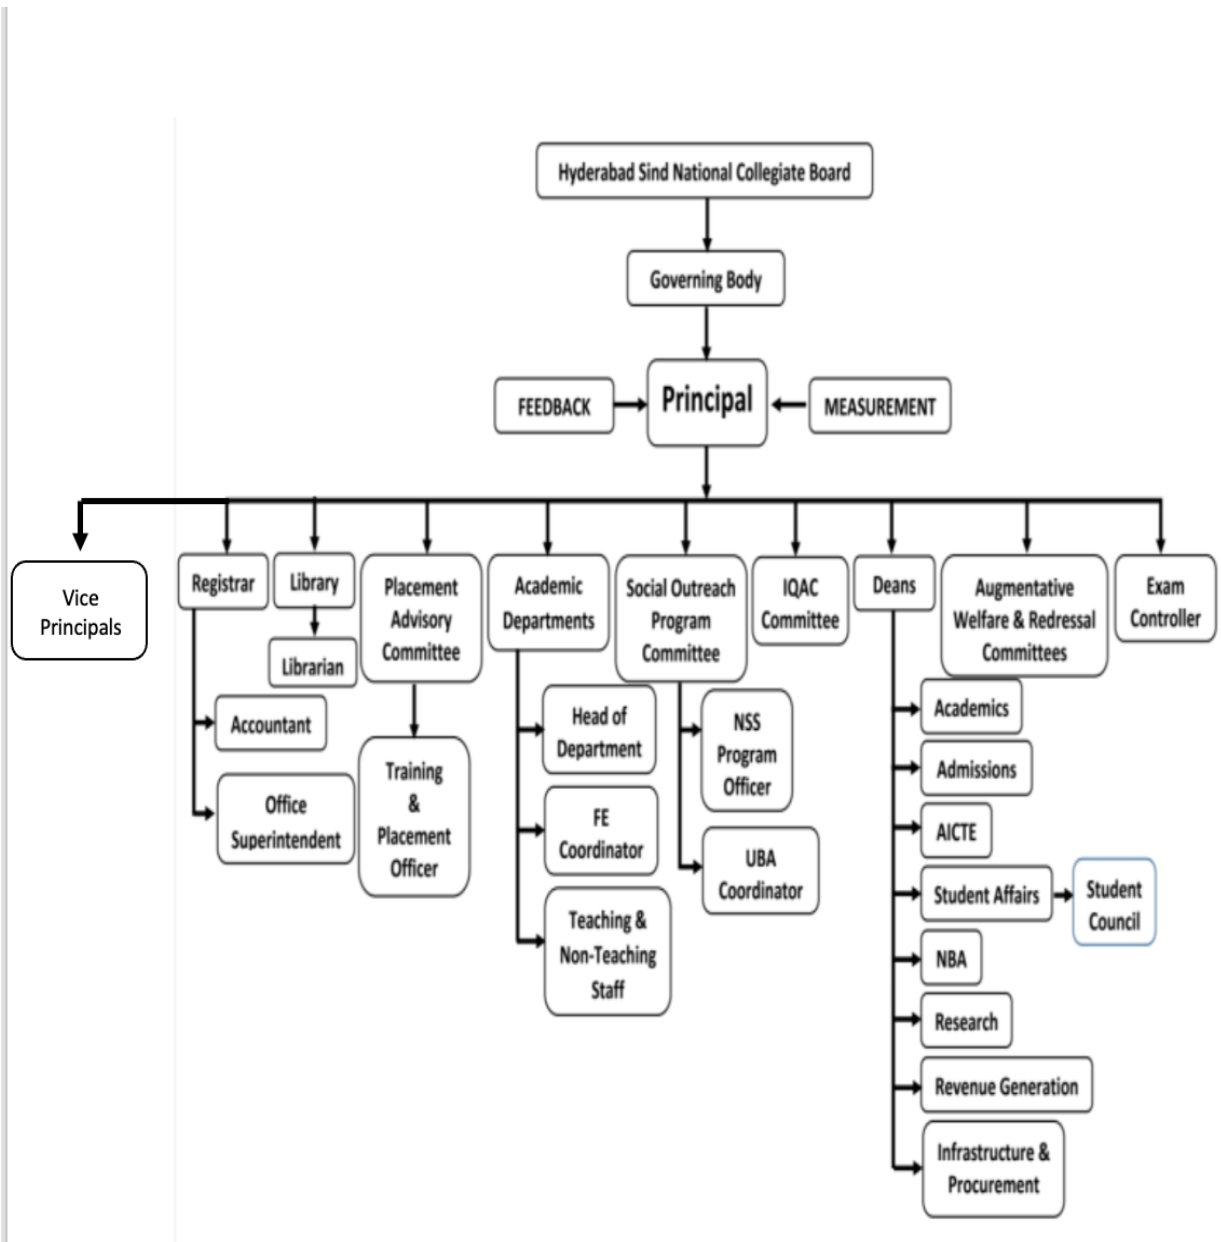 Hyderabad Sind National Collegiate Board
Governing Body
FEEDBACK
Principal
MEASUREMENT
Vice
Principals
Registrar
Library
Placement
Advisory
Committee
Academic
Departments
Social Outreach
Program
Committee
IQAC
Committee
Deans
Augmentative
Welfare & Redressal
Committees
Exam
Controller
Librarian
Accountant
Office
Superintendent
Training
&
Placement
Officer
Head of
Department
FE
Coordinator
Teaching &
Non-Teaching
Staff
NSS
Program
Officer
UBA
Coordinator
Academics
Admissions
AICTE
Student Affairs
Student
Council
NBA
Research
Revenue Generation
Infrastructure &
Procurement